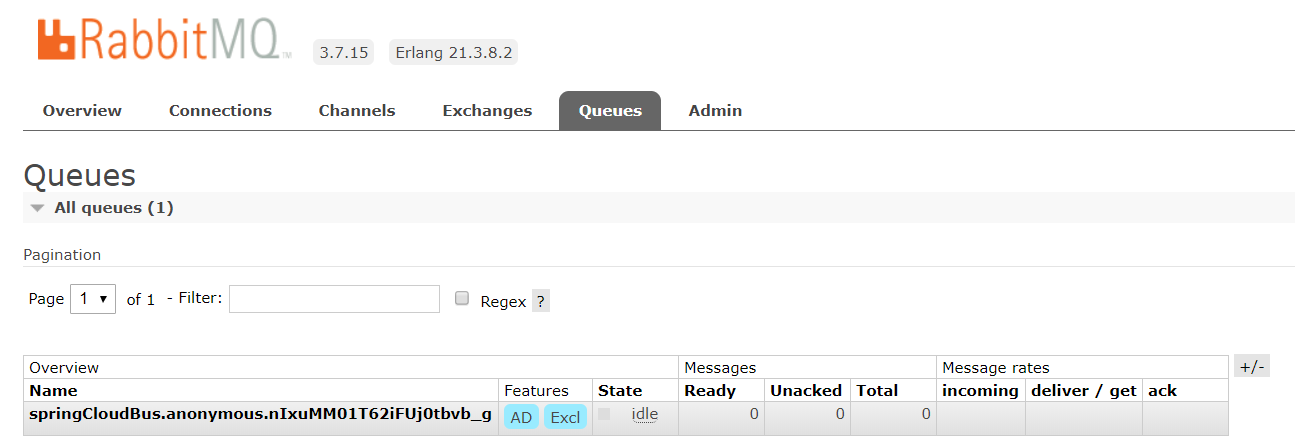 RabbitMQ TM 3.7.15 Erlang 21.3.8.2
Overview Connections Channels Exchanges Queues Admin
Queues
All queues (1)
Pagination
Page 1 of 1 - Filter: Regex ?
Overview Messages Message rates +/-
Name Features State Ready Unacked Total incoming deliver / get ack
springCloudBus.anonymous.nIxuMM01T62iFUj0tbvb_g AD Excl idle 0 0 0